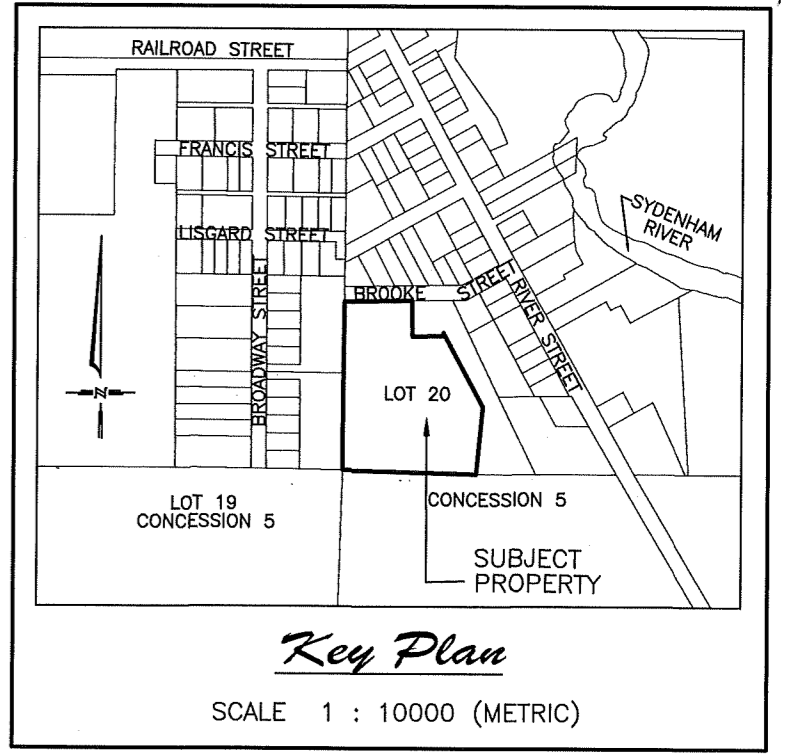 RAILROAD STREET
FRANCIS STREET
LISGARD STREET
SYDENHAM
RIVER
BROOKE STREET
RIVER STREET
BROADWAY STREET
LOT 20
N
LOT 19
CONCESSION 5
CONCESSION 5
SUBJECT
PROPERTY
Key Plan
SCALE 1 : 10000 (METRIC)